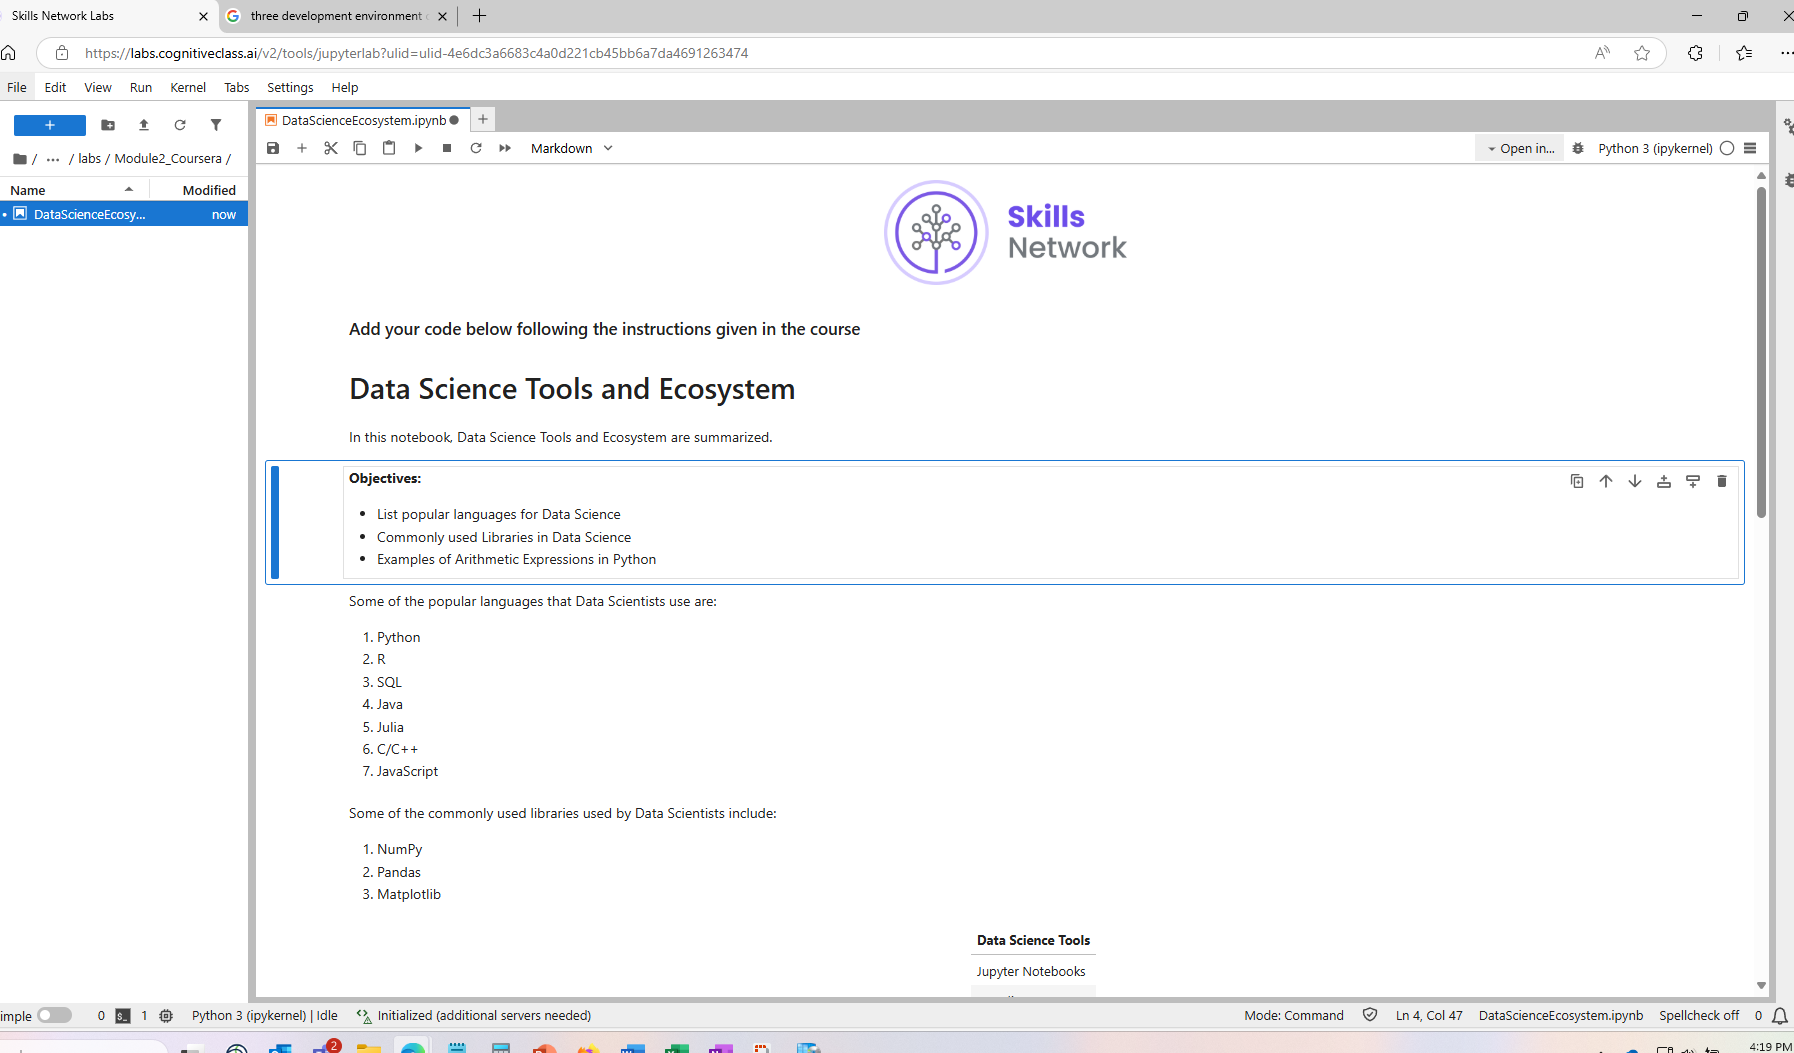 Skills Network Labs
three development environment
https://labs.cognitiveclass.ai/v2/tools/jupyterlab?ulid=ulid-4e6dc3a6683c4a0d221cb45bb6a7da4691263474
File Edit View Run Kernel Tabs Settings Help
DataScienceEcosystem.ipynb
Markdown
Open in...
Python 3 (ipykernel)
/ ... / labs / Module2_Coursera /
Name Modified
DataScienceEcosy... now
Skills
Network
Add your code below following the instructions given in the course
Data Science Tools and Ecosystem
In this notebook, Data Science Tools and Ecosystem are summarized.
Objectives:
• List popular languages for Data Science
• Commonly used Libraries in Data Science
• Examples of Arithmetic Expressions in Python
Some of the popular languages that Data Scientists use are:
1. Python
2. R
3. SQL
4. Java
5. Julia
6. C/C++
7. JavaScript
Some of the commonly used libraries used by Data Scientists include:
1. NumPy
2. Pandas
3. Matplotlib
Data Science Tools
Jupyter Notebooks
imple 0 $_ 1 Python 3 (ipykernel) | Idle Initialized (additional servers needed) Mode: Command Ln 4, Col 47 DataScienceEcosystem.ipynb Spellcheck off 0
2
4:19 PM